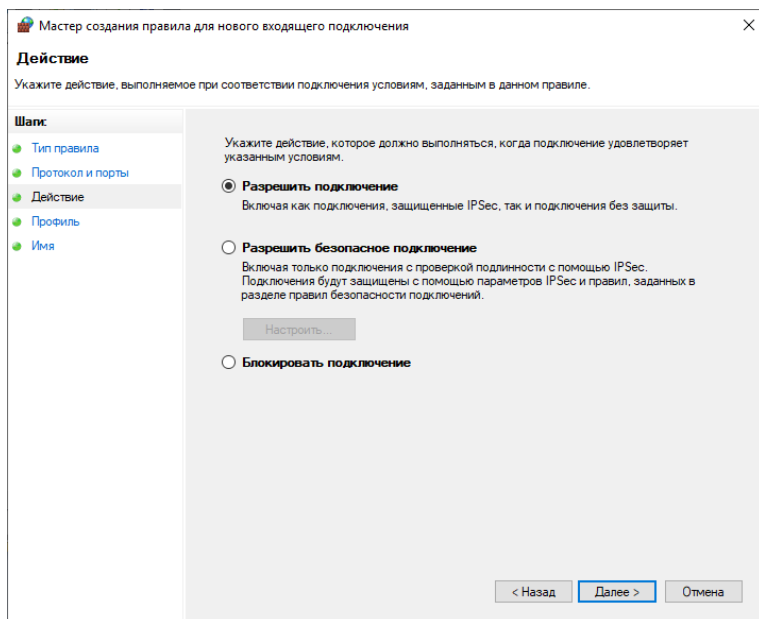 Мастер создания правила для нового входящего подключения
Действие
Укажите действие, выполняемое при соответствии подключения условиям, заданным в данном правиле.
Шаги:
Тип правила
Протокол и порты
Действие
Профиль
Имя
Укажите действие, которое должно выполняться, когда подключение удовлетворяет
указанным условиям.
Разрешить подключение
Включая как подключения, защищенные IPSec, так и подключения без защиты.
Разрешить безопасное подключение
Включая только подключения с проверкой подлинности с помощью IPSec.
Подключения будут защищены с помощью параметров IPSec и правил, заданных в
разделе правил безопасности подключений.
Настроить...
Блокировать подключение
< Назад
Далее >
Отмена